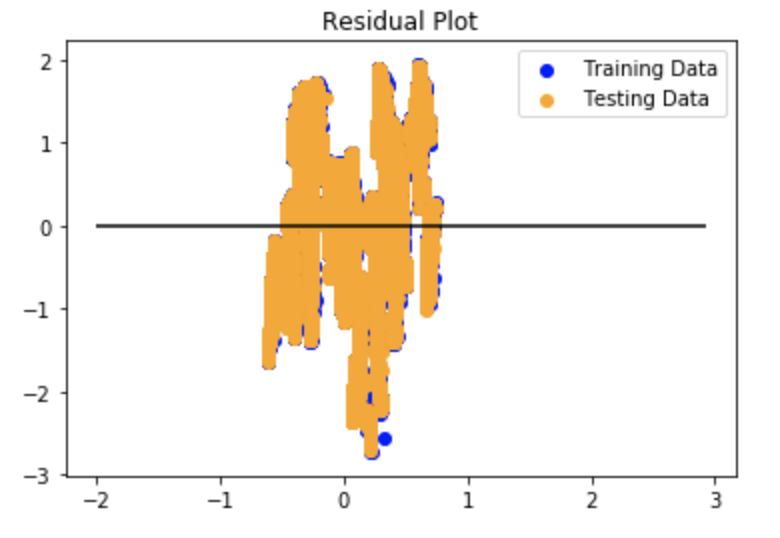 Residual Plot
Training Data
Testing Data
2
1
0
−1
−2
−3
−2 −1 0 1 2 3